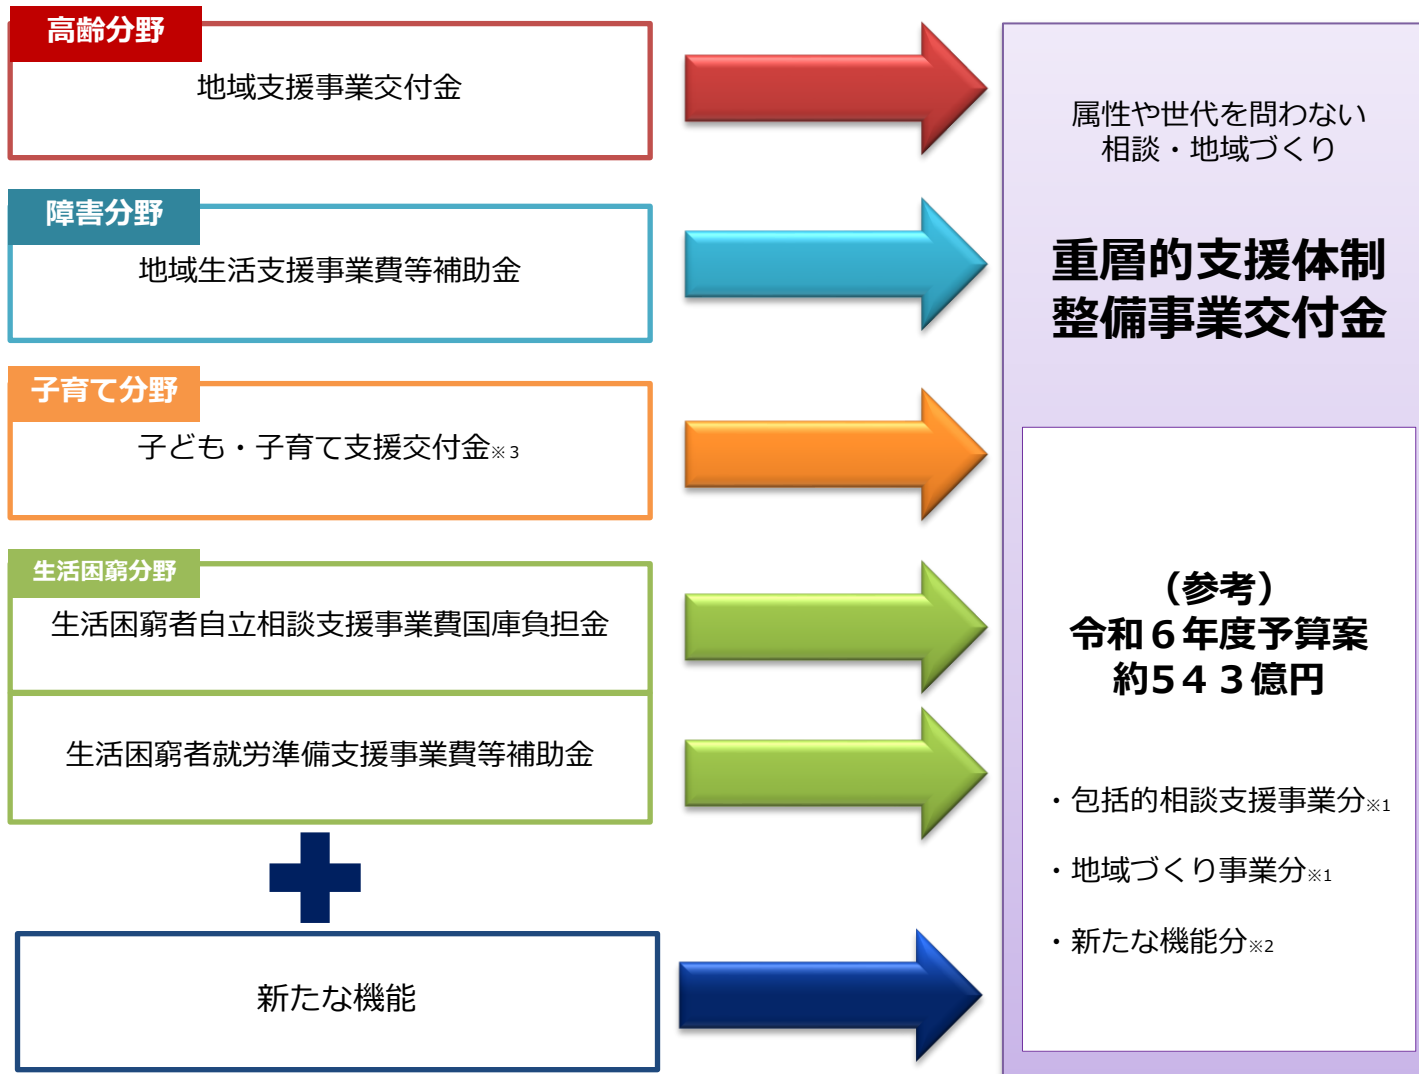 高齢分野
地域支援事業交付金
障害分野
地域生活支援事業費等補助金
子育て分野
子ども・子育て支援交付金※3
生活困窮分野
生活困窮者自立相談支援事業費国庫負担金
生活困窮者就労準備支援事業費等補助金
新たな機能
属性や世代を問わない
相談・地域づくり
重層的支援体制
整備事業交付金
（参考）
令和６年度予算案
約5４３億円
・包括的相談支援事業分※1
・地域づくり事業分※1
・新たな機能分※2